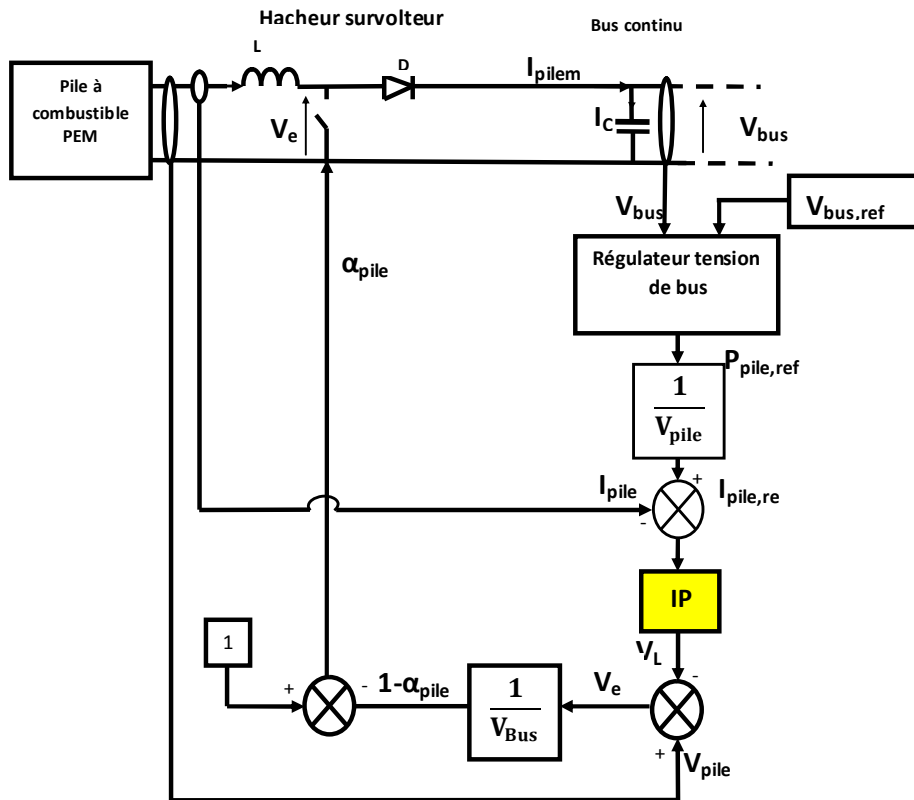 Hacheur survolteur
Bus continu
L
D
I_pilem
Pile à
combustible
PEM
V_e
I_C
V_bus
V_bus
V_bus,ref
α_pile
Régulateur tension
de bus
P_pile,ref
1
V_pile
+
I_pile
I_pile,re
-
IP
V_L
1
-
+
-
1-α_pile
1
V_Bus
V_e
+
V_pile